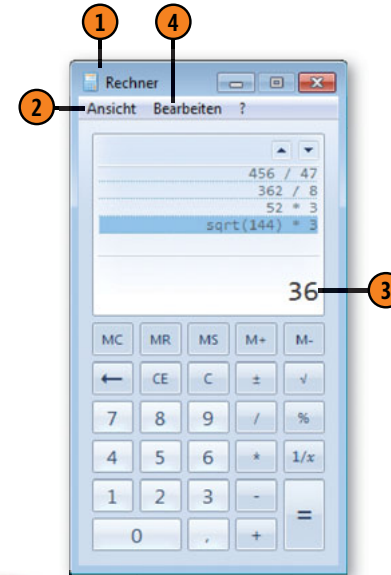 1 4
Rechner
2 Ansicht Bearbeiten ?
456 / 47
362 / 8
52 * 3
sqrt(144) * 3
36 3
MC MR MS M+ M-
← CE C ± √
7 8 9 / %
4 5 6 * 1/x
1 2 3 - =
0 , +